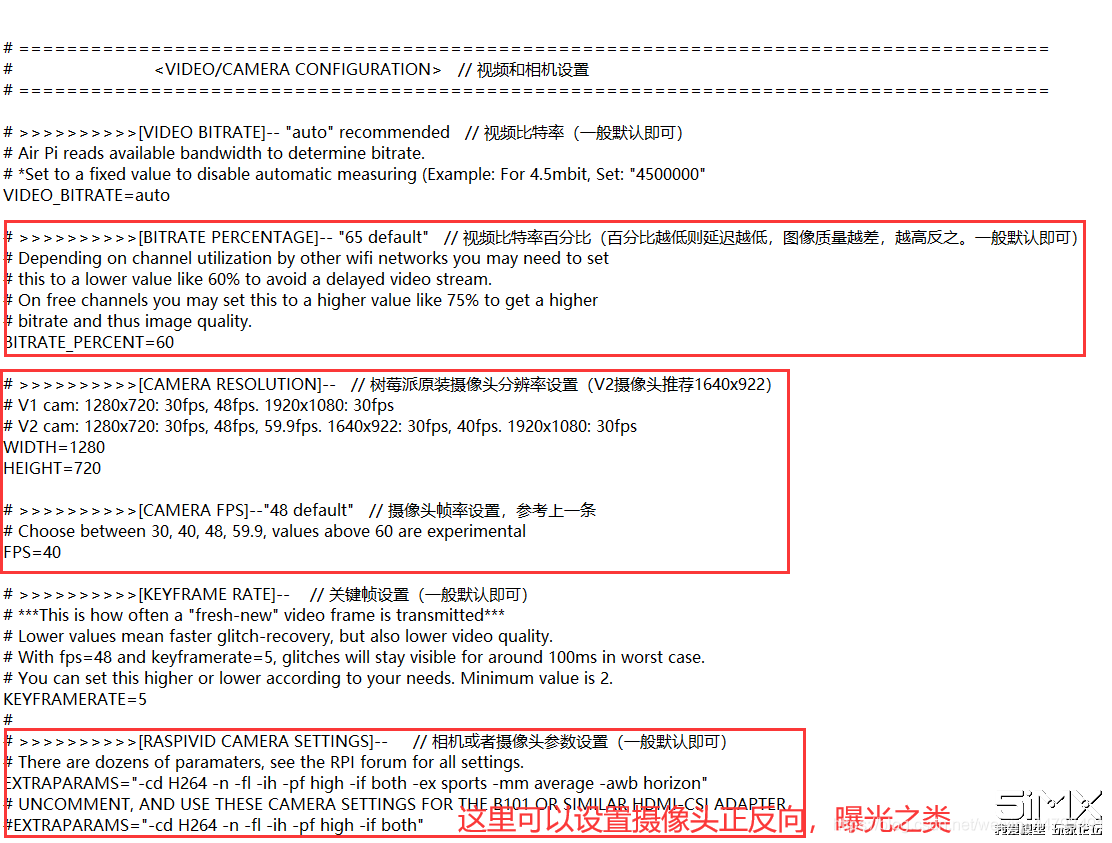 # ======================================================================================
# <VIDEO/CAMERA CONFIGURATION> // 视频和相机设置
# ======================================================================================
# >>>>>>>>>>[VIDEO BITRATE]-- "auto" recommended // 视频比特率（一般默认即可）
# Air Pi reads available bandwidth to determine bitrate.
# *Set to a fixed value to disable automatic measuring (Example: For 4.5mbit, Set: "4500000"
VIDEO_BITRATE=auto
# >>>>>>>>>>[BITRATE PERCENTAGE]-- "65 default" // 视频比特率百分比（百分比越低则延迟越低，图像质量越差，越高反之。一般默认即可）
# Depending on channel utilization by other wifi networks you may need to set
# this to a lower value like 60% to avoid a delayed video stream.
# On free channels you may set this to a higher value like 75% to get a higher
# bitrate and thus image quality.
BITRATE_PERCENT=60
# >>>>>>>>>>[CAMERA RESOLUTION]-- // 树莓派原装摄像头分辨率设置（V2摄像头推荐1640x922）
# V1 cam: 1280x720: 30fps, 48fps. 1920x1080: 30fps
# V2 cam: 1280x720: 30fps, 48fps, 59.9fps. 1640x922: 30fps, 40fps. 1920x1080: 30fps
WIDTH=1280
HEIGHT=720
# >>>>>>>>>>[CAMERA FPS]--"48 default" // 摄像头帧率设置，参考上一条
# Choose between 30, 40, 48, 59.9, values above 60 are experimental
FPS=40
# >>>>>>>>>>[KEYFRAME RATE]-- // 关键帧设置（一般默认即可）
# ***This is how often a "fresh-new" video frame is transmitted***
# Lower values mean faster glitch-recovery, but also lower video quality.
# With fps=48 and keyframerate=5, glitches will stay visible for around 100ms in worst case.
# You can set this higher or lower according to your needs. Minimum value is 2.
KEYFRAMERATE=5
#
# >>>>>>>>>>[RASPIVID CAMERA SETTINGS]-- // 相机或者摄像头参数设置（一般默认即可）
# There are dozens of paramaters, see the RPI forum for all settings.
EXTRAPARAMS="-cd H264 -n -fl -ih -pf high -if both -ex sports -mm average -awb horizon"
# UNCOMMENT, AND USE THESE CAMERA SETTINGS FOR THE B101 OR SIMILAR HDMI-CSI ADAPTER
#EXTRAPARAMS="-cd H264 -n -fl -ih -pf high -if both"
这里可以设置摄像头正反向，曝光之类
5iMX
我爱模型 玩家论坛